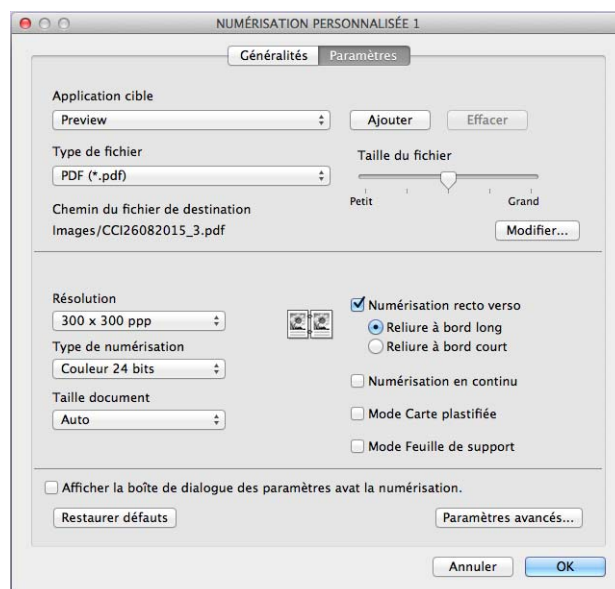 NUMÉRISATION PERSONNALISÉE 1
Généralités Paramètres
Application cible
Preview Ajouter Effacer
Type de fichier Taille du fichier
PDF (*.pdf)
Petit Grand
Chemin du fichier de destination
Images/CCI26082015_3.pdf Modifier...
Résolution Numérisation recto verso
300 x 300 ppp Reliure à bord long
Type de numérisation Reliure à bord court
Couleur 24 bits Numérisation en continu
Taille document
Auto Mode Carte plastifiée
Mode Feuille de support
Afficher la boîte de dialogue des paramètres avat la numérisation.
Restaurer défauts Paramètres avancés...
Annuler OK